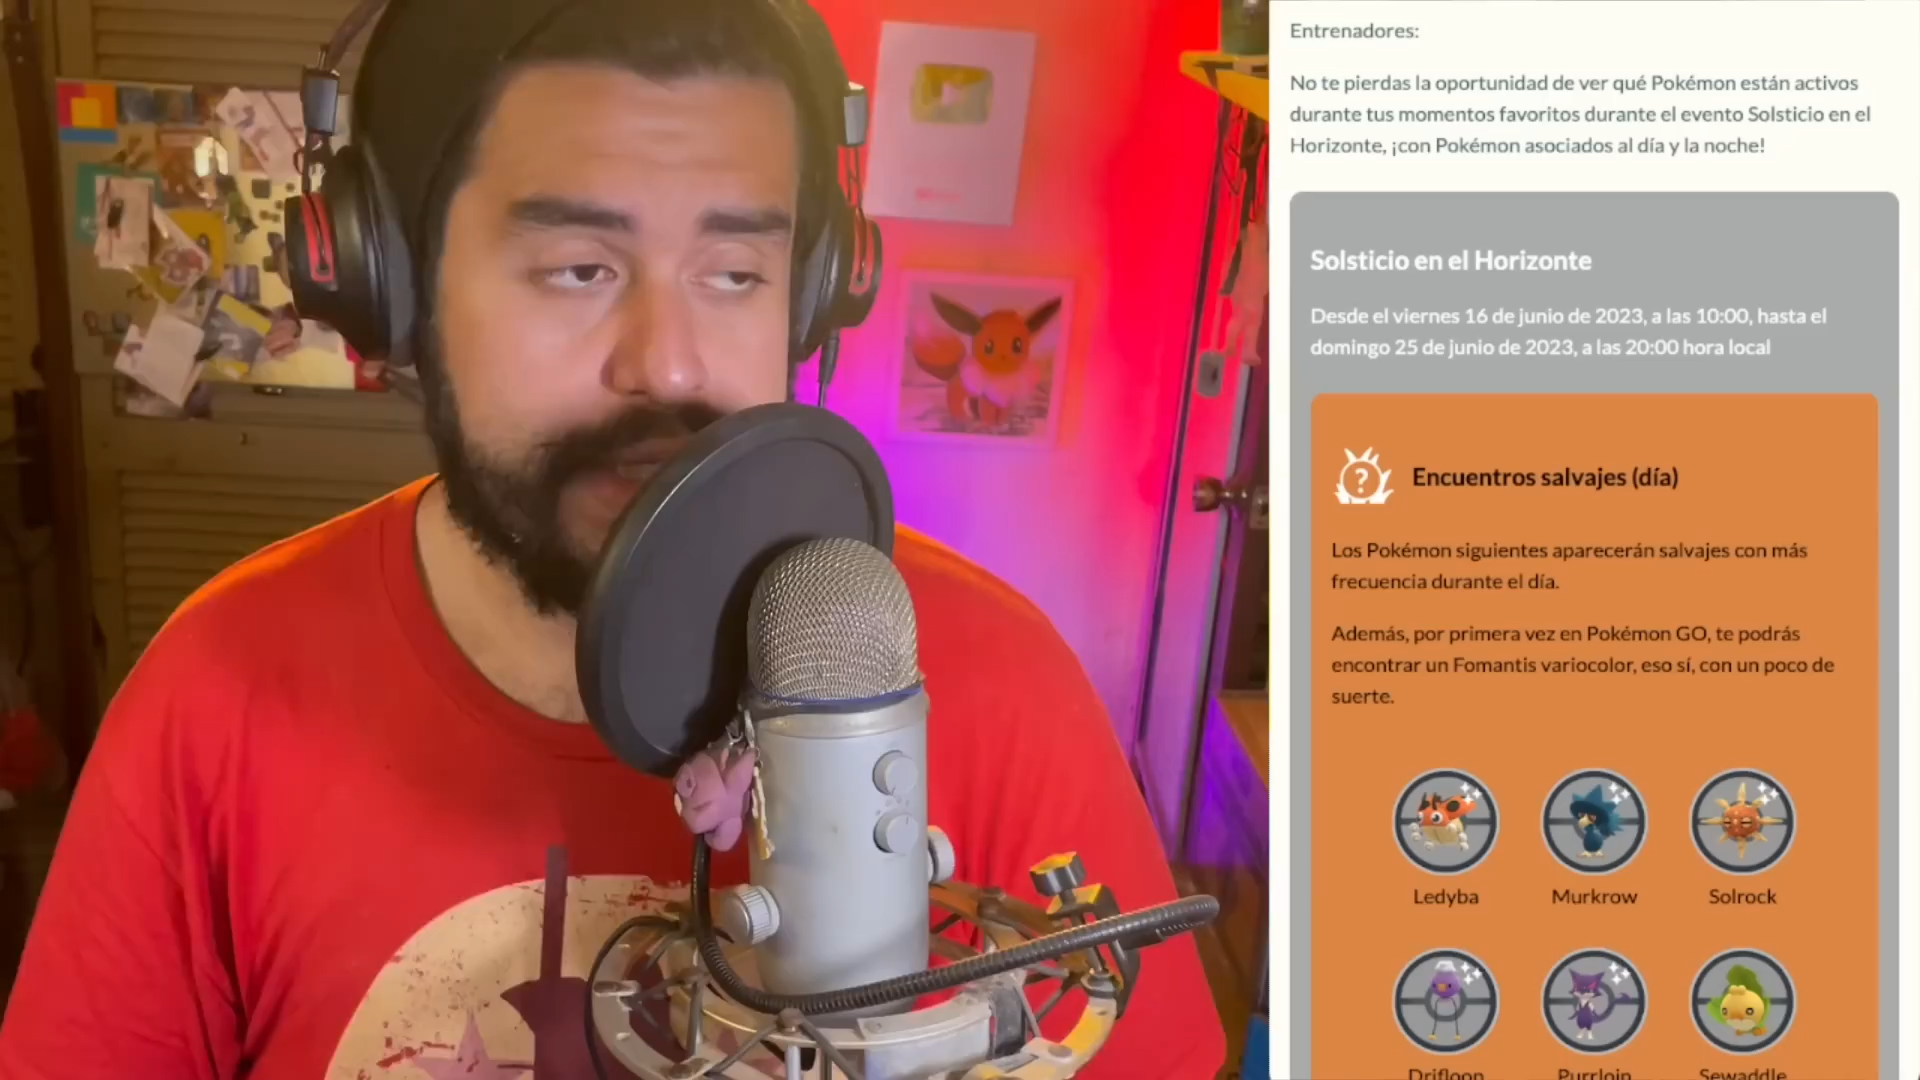 Entrenadores:
No te pierdas la oportunidad de ver qué Pokémon están activos
durante tus momentos favoritos durante el evento Solsticio en el
Horizonte, ¡con Pokémon asociados al día y la noche!
Solsticio en el Horizonte
Desde el viernes 16 de junio de 2023, a las 10:00, hasta el
domingo 25 de junio de 2023, a las 20:00 hora local
Encuentros salvajes (día)
Los Pokémon siguientes aparecerán salvajes con más
frecuencia durante el día.
Además, por primera vez en Pokémon GO, te podrás
encontrar un Fomantis variocolor, eso sí, con un poco de
suerte.
Ledyba Murkrow Solrock
Drifloon Purrloin Sewaddle